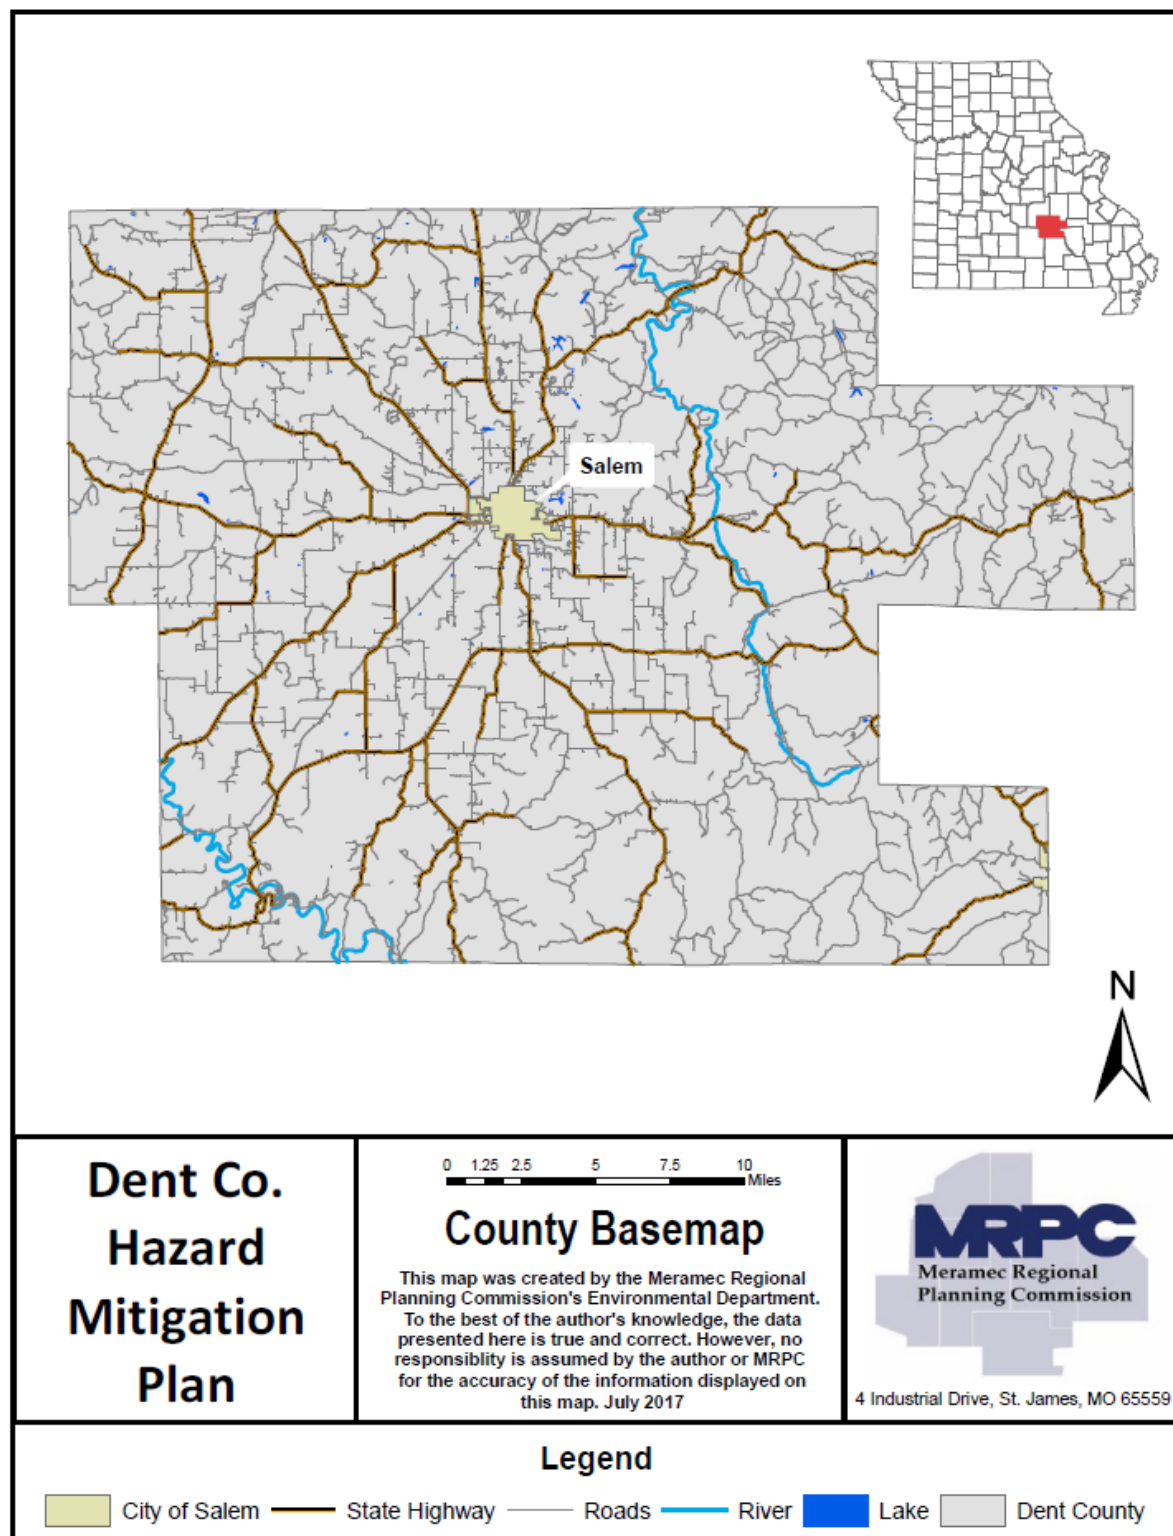 Salem
N
Dent Co.
Hazard
Mitigation
Plan
0 1.25 2.5 5 7.5 10
Miles
County Basemap
This map was created by the Meramec Regional
Planning Commission's Environmental Department.
To the best of the author's knowledge, the data
presented here is true and correct. However, no
responsiblity is assumed by the author or MRPC
for the accuracy of the information displayed on
this map. July 2017
MRPC
Meramec Regional
Planning Commission
4 Industrial Drive, St. James, MO 65559
Legend
City of Salem State Highway Roads River Lake Dent County